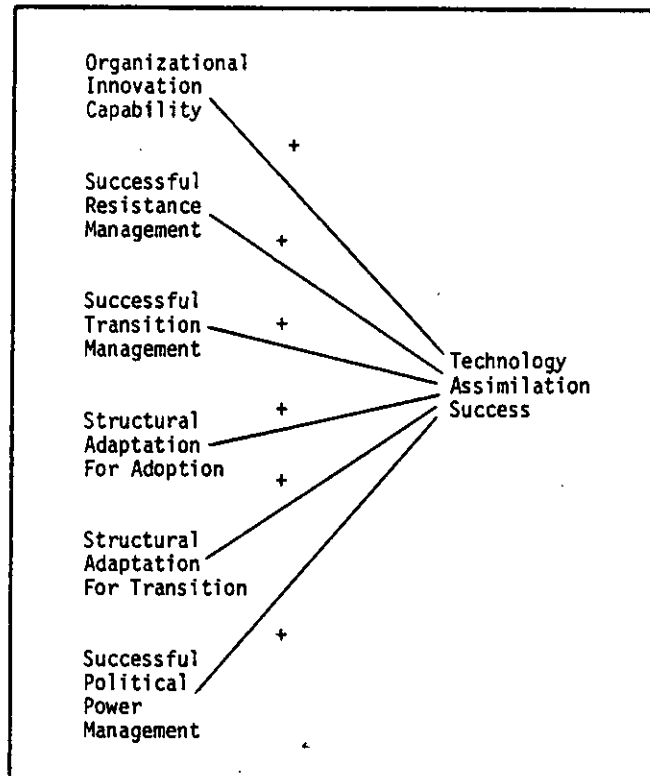 Organizational
Innovation
Capability
+
Successful
Resistance
Management
+
Successful
Transition
Management
+
Technology
Assimilation
Success
Structural
Adaptation
For Adoption
+
Structural
Adaptation
For Transition
+
Successful
Political
Power
Management
+